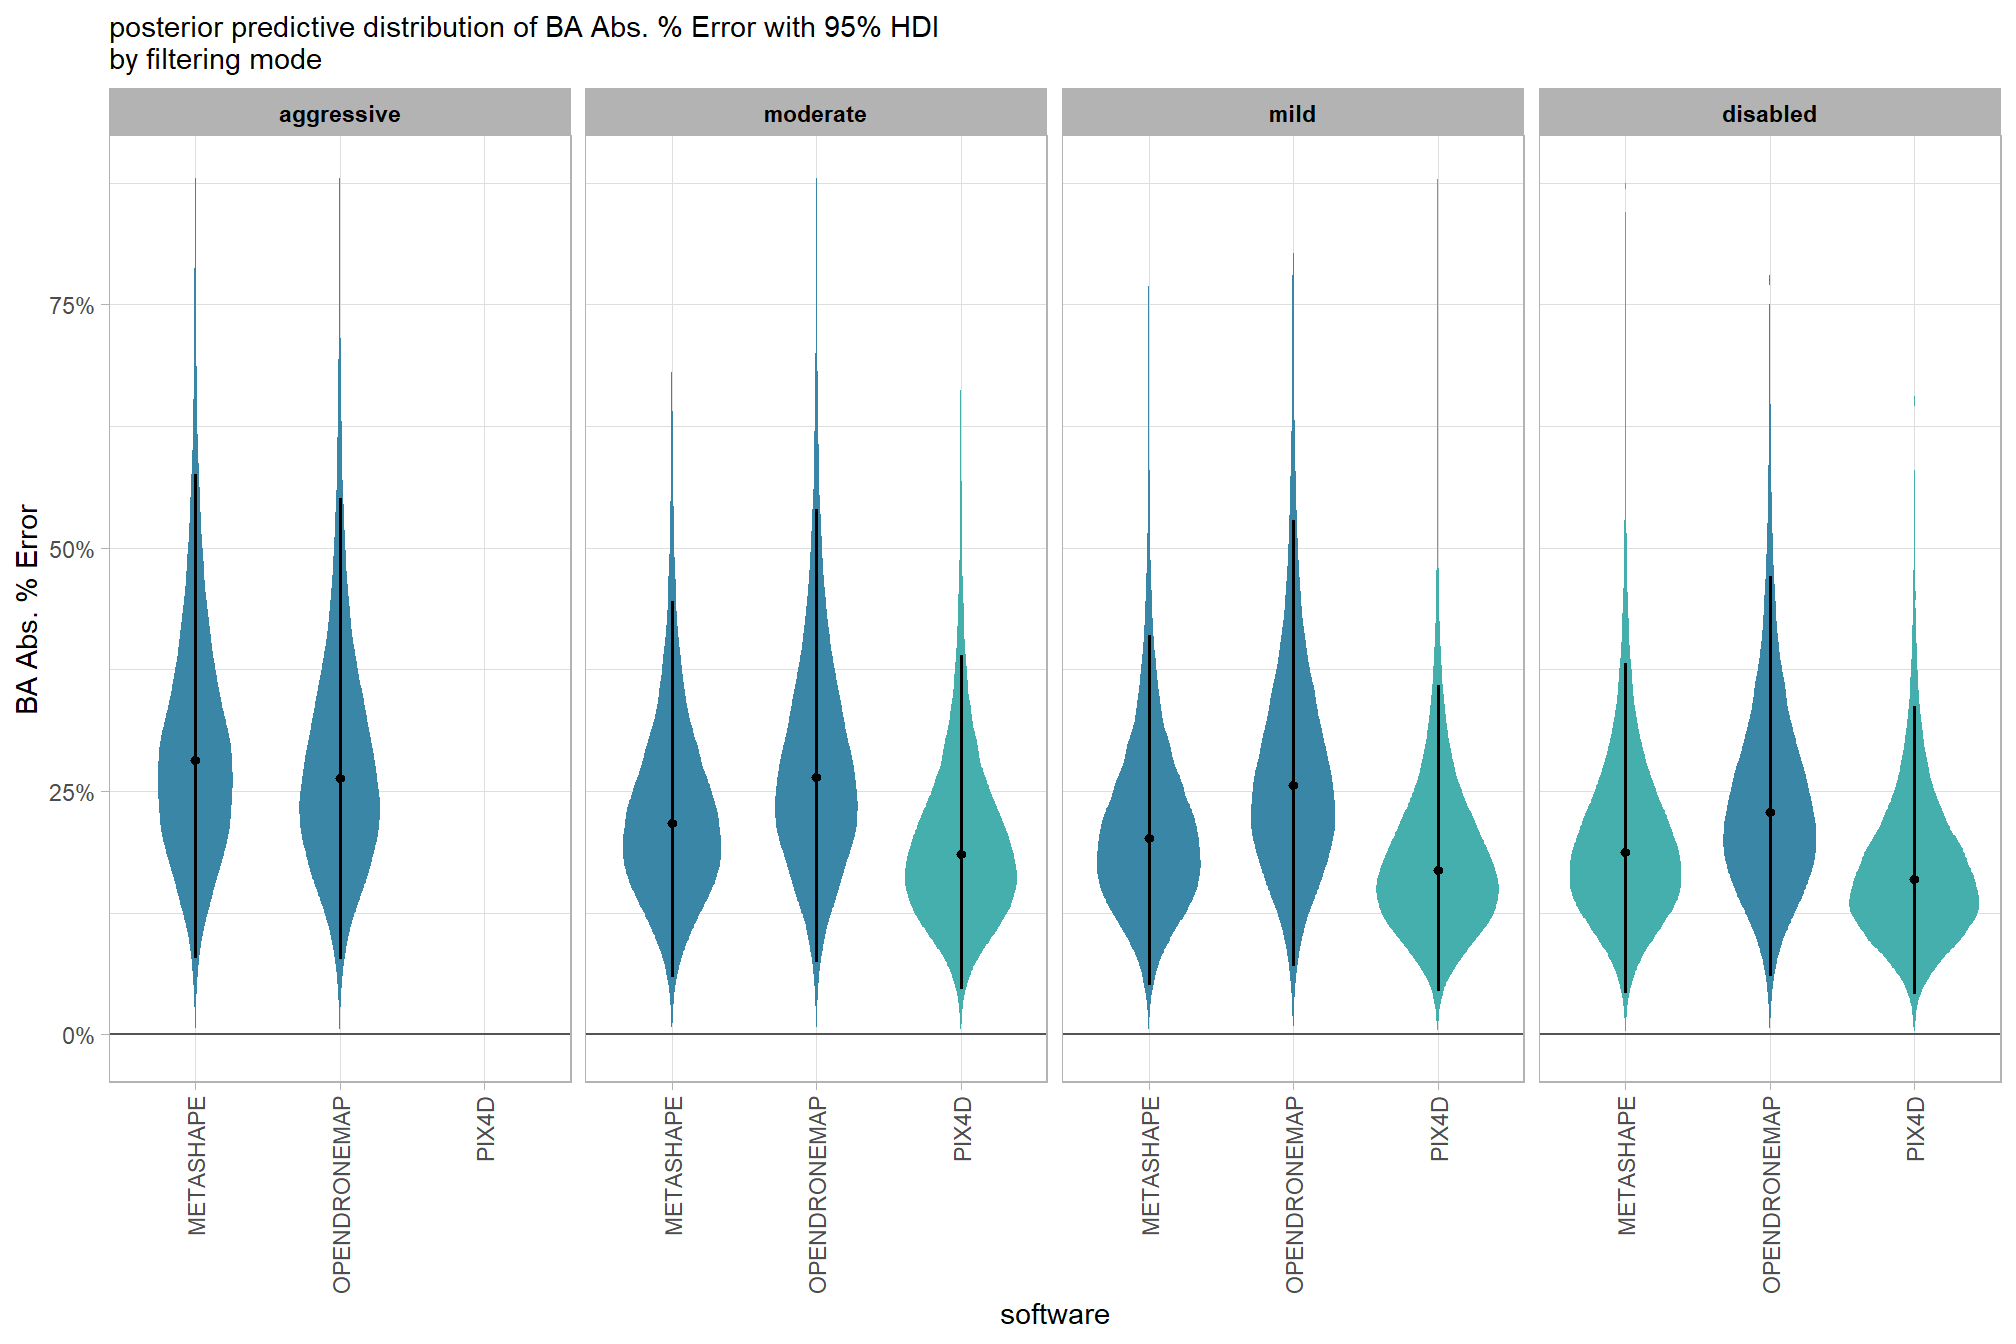 posterior predictive distribution of BA Abs. % Error with 95% HDI
by filtering mode
aggressive
moderate
mild
disabled
BA Abs. % Error
75%
50%
25%
0%
METASHAPE
OPENDRONEMAP
PIX4D
METASHAPE
OPENDRONEMAP
PIX4D
METASHAPE
OPENDRONEMAP
PIX4D
METASHAPE
OPENDRONEMAP
PIX4D
software